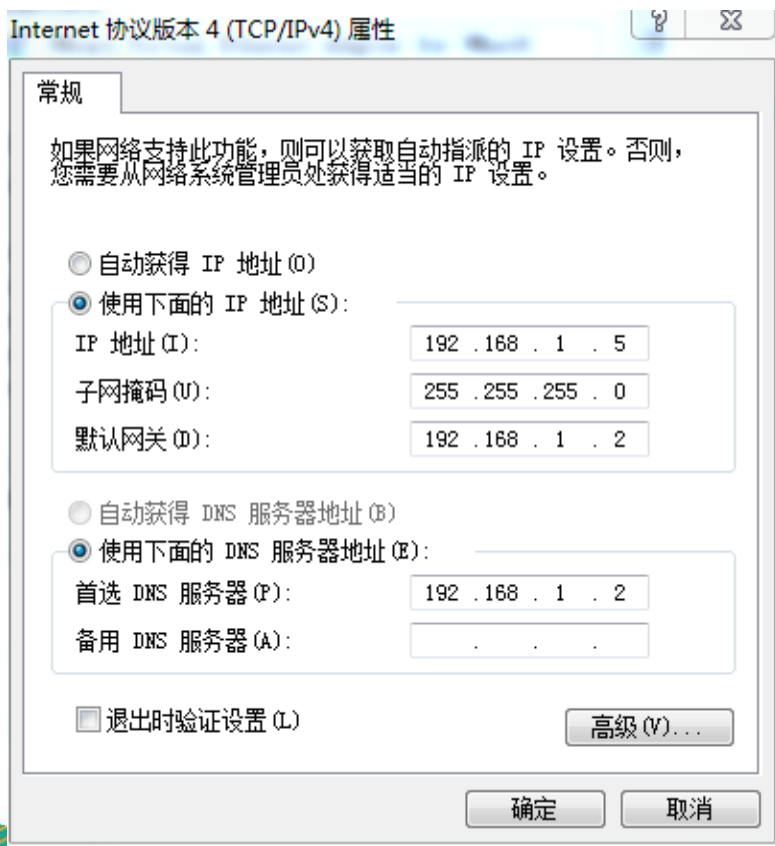 Internet 协议版本 4 (TCP/IPv4) 属性
常规
如果网络支持此功能，则可以获取自动指派的 IP 设置。否则，
您需要从网络系统管理员处获得适当的 IP 设置。
自动获得 IP 地址(O)
使用下面的 IP 地址(S):
IP 地址(I): 192 .168 . 1 . 5
子网掩码(U): 255 .255 .255 . 0
默认网关(D): 192 .168 . 1 . 2
自动获得 DNS 服务器地址(B)
使用下面的 DNS 服务器地址(E):
首选 DNS 服务器(P): 192 .168 . 1 . 2
备用 DNS 服务器(A): . . .
退出时验证设置(L)
高级(V)...
确定 取消